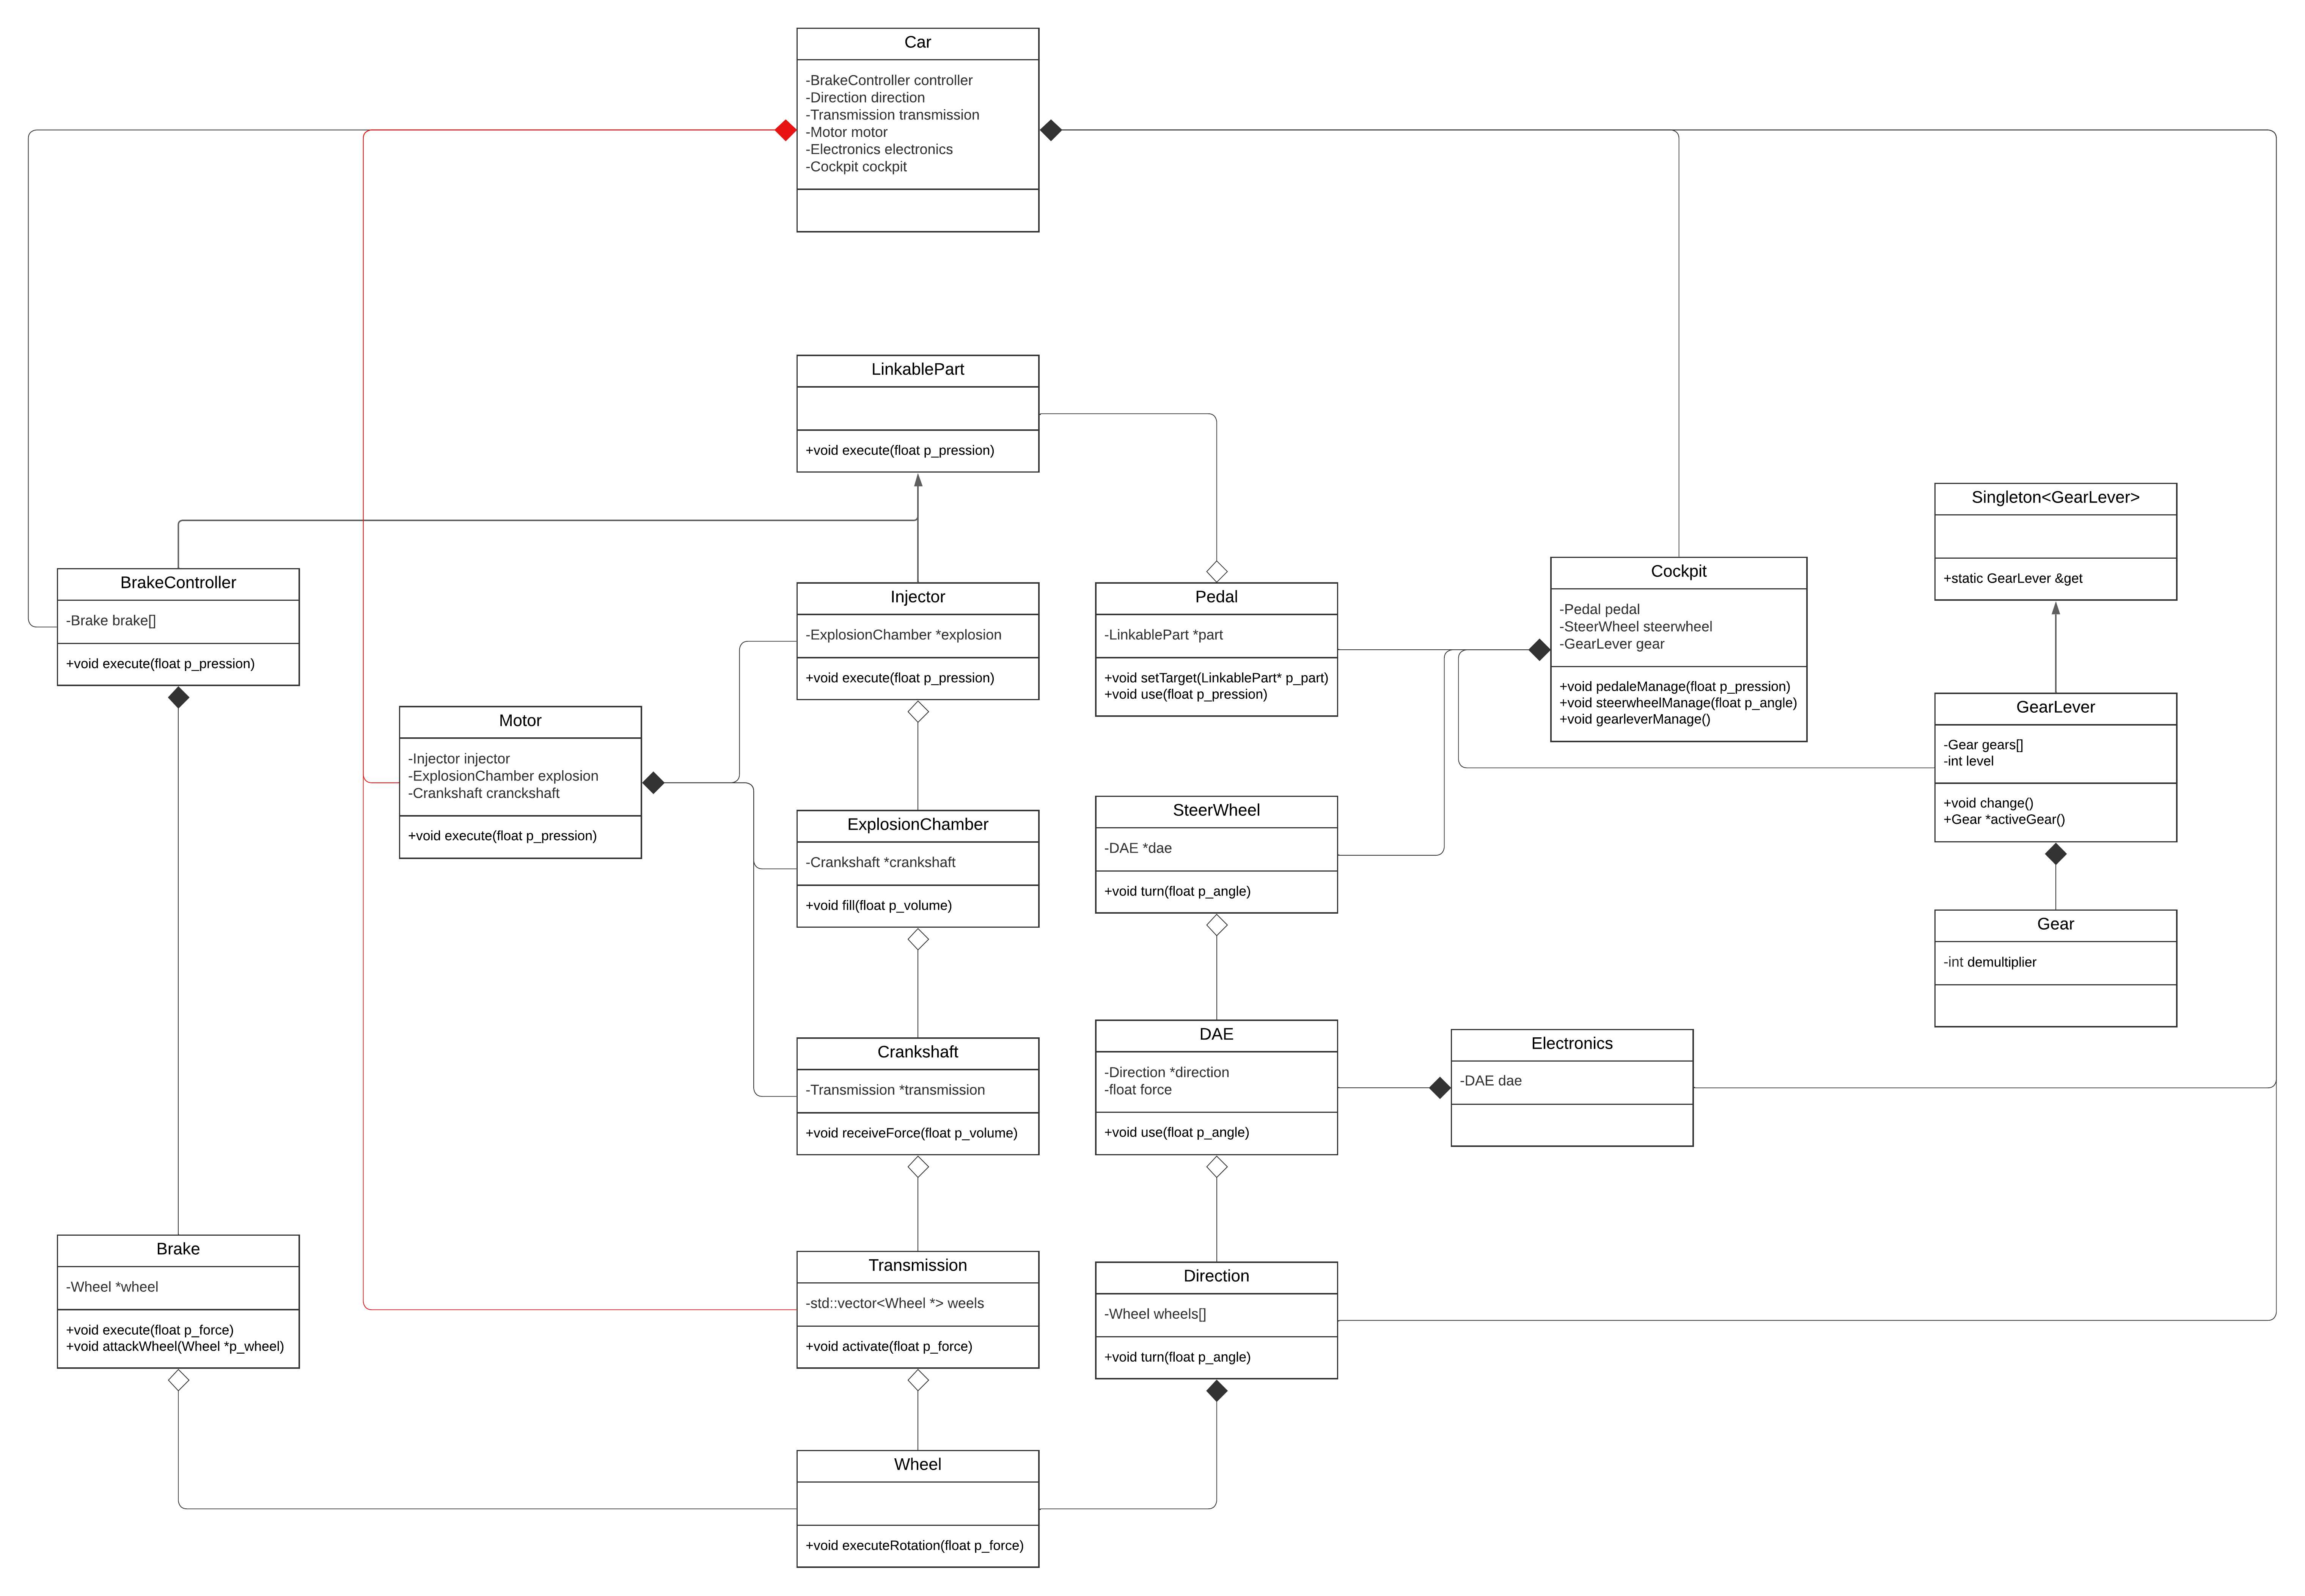 Car
-BrakeController controller
-Direction direction
-Transmission transmission
-Motor motor
-Electronics electronics
-Cockpit cockpit
LinkablePart
+void execute(float p_pression)
Singleton<GearLever>
+static GearLever &get
BrakeController
-Brake brake[]
+void execute(float p_pression)
Injector
-ExplosionChamber *explosion
+void execute(float p_pression)
Pedal
-LinkablePart *part
+void setTarget(LinkablePart* p_part)
+void use(float p_pression)
Cockpit
-Pedal pedal
-SteerWheel steerwheel
-GearLever gear
+void pedaleManage(float p_pression)
+void steerwheelManage(float p_angle)
+void gearleverManage()
Motor
-Injector injector
-ExplosionChamber explosion
-Crankshaft cranckshaft
+void execute(float p_pression)
GearLever
-Gear gears[]
-int level
+void change()
+Gear *activeGear()
ExplosionChamber
-Crankshaft *crankshaft
+void fill(float p_volume)
SteerWheel
-DAE *dae
+void turn(float p_angle)
Gear
-int demultiplier
Crankshaft
-Transmission *transmission
+void receiveForce(float p_volume)
DAE
-Direction *direction
-float force
+void use(float p_angle)
Electronics
-DAE dae
Brake
-Wheel *wheel
+void execute(float p_force)
+void attackWheel(Wheel *p_wheel)
Transmission
-std::vector<Wheel *> weels
+void activate(float p_force)
Direction
-Wheel wheels[]
+void turn(float p_angle)
Wheel
+void executeRotation(float p_force)